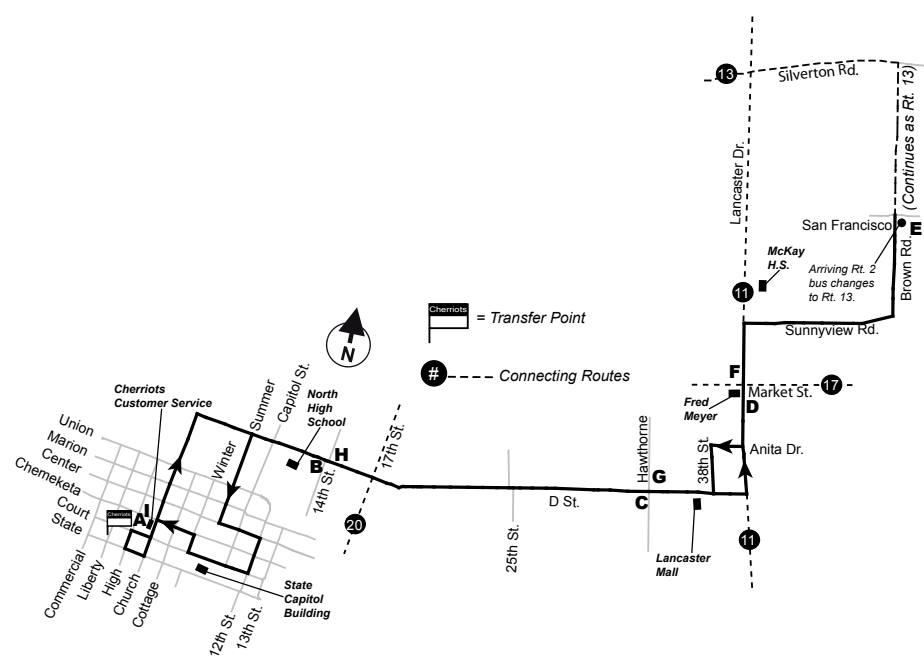 13
Silverton Rd.
(Continues as Rt. 13)
Lancaster Dr.
San Francisco
E
Brown Rd.
McKay
H.S.
Arriving Rt. 2
bus changes
to Rt. 13.
11
Sunnyview Rd.
Cherriots
= Transfer Point
N
#
Connecting Routes
F
Market St.
17
Fred
Meyer
D
Cherriots
Customer Service
Summer
Capitol St.
North
High
School
Union
Marion
Center
Chemeketa
Court
State
Winter
B
H
14th St.
17th St.
Hawthorne
38th St.
Anita Dr.
G
C
D St.
25th St.
Lancaster
Mall
11
20
Cherriots
A
I
Commercial
Liberty
High
Church
Cottage
State
Capitol
Building
12th St.
13th St.